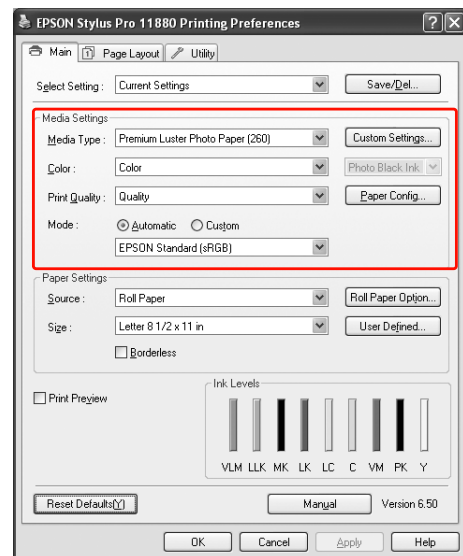 EPSON Stylus Pro 11880 Printing Preferences
Main Page Layout Utility
Select Setting : Current Settings Save/Del...
Media Settings
Media Type : Premium Luster Photo Paper (260) Custom Settings...
Color : Color Photo Black Ink
Print Quality : Quality Paper Config...
Mode : Automatic Custom
EPSON Standard (sRGB)
Paper Settings
Source : Roll Paper Roll Paper Option...
Size : Letter 8 1/2 x 11 in User Defined...
Borderless
Print Preview
Ink Levels
VLM LLK MK LK LC C VM PK Y
Reset Defaults(Y) Manual Version 6.50
OK Cancel Apply Help